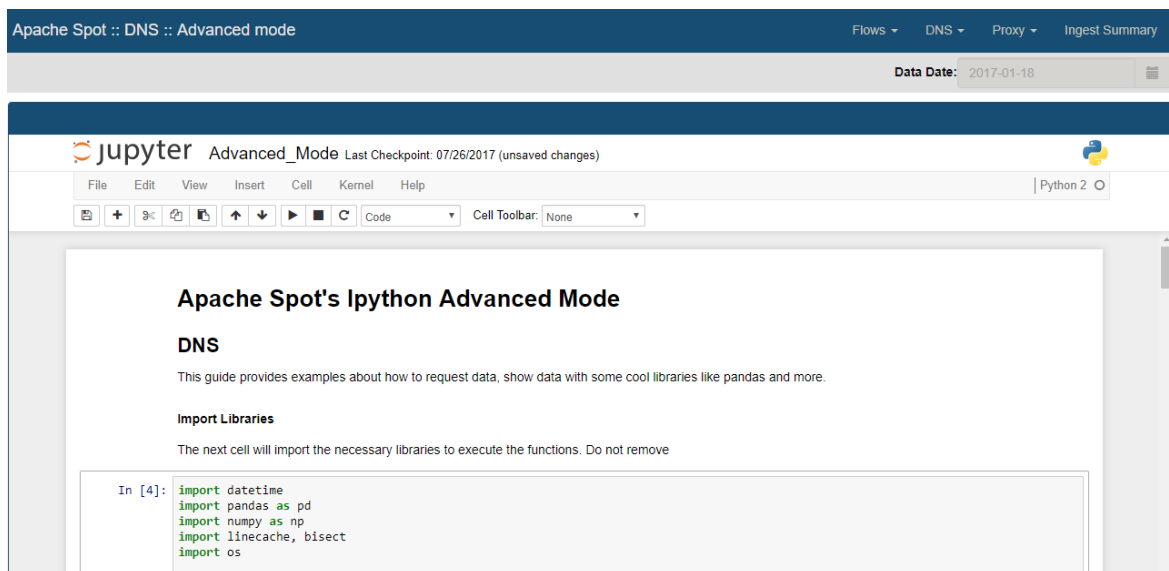 Apache Spot :: DNS :: Advanced mode Flows DNS Proxy Ingest Summary
Data Date: 2017-01-18
jupyter Advanced_Mode Last Checkpoint: 07/26/2017 (unsaved changes)
File Edit View Insert Cell Kernel Help Python 2
Code Cell Toolbar: None
Apache Spot's Ipython Advanced Mode
DNS
This guide provides examples about how to request data, show data with some cool libraries like pandas and more.
Import Libraries
The next cell will import the necessary libraries to execute the functions. Do not remove
In [4]: import datetime
import pandas as pd
import numpy as np
import linecache, bisect
import os